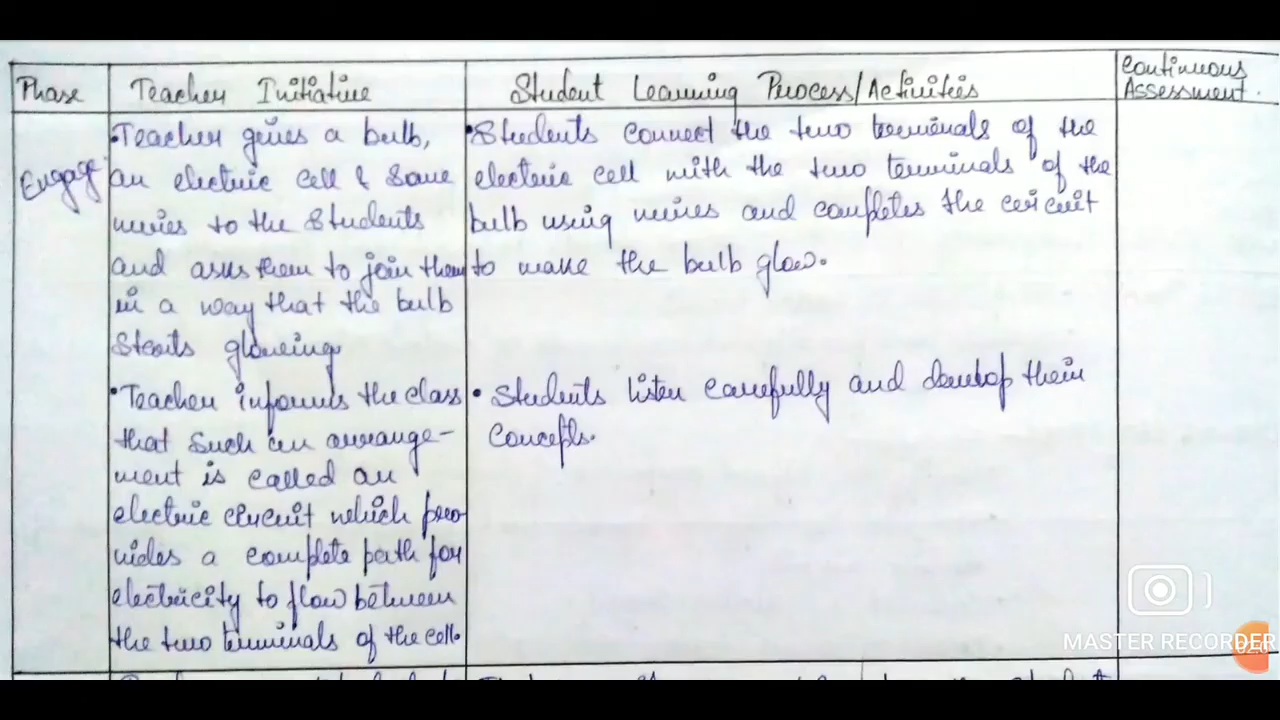 Phase
Teacher Initiative
Student Learning Process/Activities
Continuous
Assessment.
Engage
•Teacher gives a bulb,
an electric cell & some
wires to the students
and asks them to join them
in a way that the bulb
starts glowing
•Teacher informs the class
that such an arrange-
ment is called an
electric circuit which pro-
vides a complete path for
electricity to flow between
the two terminals of the cell.
•Students connect the two terminals of the
electric cell with the two terminals of the
bulb using wires and completes the circuit
to make the bulb glow.
• Students listen carefully and develop their
concepts.
MASTER RECORDER